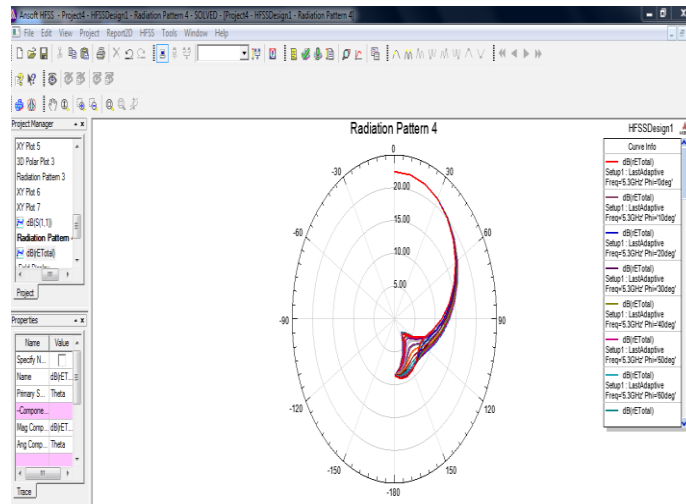 Ansoft HFSS - Project4 - HFSSDesign1 - Radiation Pattern 4 - SOLVED - [Project4 - HFSSDesign1 - Radiation Pattern 4]
File Edit View Project Report2D HFSS Tools Window Help
Project Manager
XY Plot 5
3D Polar Plot 3
Radiation Pattern 3
XY Plot 6
XY Plot 7
dB(S(1,1))
Radiation Pattern
dB(rETotal)
Project
Properties
Name Value
Specify N...
Name dB(rET...
Primary S... Theta
-Compone...
Mag Comp... dB(rET...
Ang Comp... Theta
Trace
Radiation Pattern 4
0
-30 30
-60 60
-90 90
-120 120
-150 150
-180
20.00
15.00
10.00
5.00
HFSSDesign1
Curve Info
dB(rETotal)
Setup1 : LastAdaptive
Freq='5.3GHz' Phi='0deg'
dB(rETotal)
Setup1 : LastAdaptive
Freq='5.3GHz' Phi='10deg'
dB(rETotal)
Setup1 : LastAdaptive
Freq='5.3GHz' Phi='20deg'
dB(rETotal)
Setup1 : LastAdaptive
Freq='5.3GHz' Phi='30deg'
dB(rETotal)
Setup1 : LastAdaptive
Freq='5.3GHz' Phi='40deg'
dB(rETotal)
Setup1 : LastAdaptive
Freq='5.3GHz' Phi='50deg'
dB(rETotal)
Setup1 : LastAdaptive
Freq='5.3GHz' Phi='60deg'
dB(rETotal)